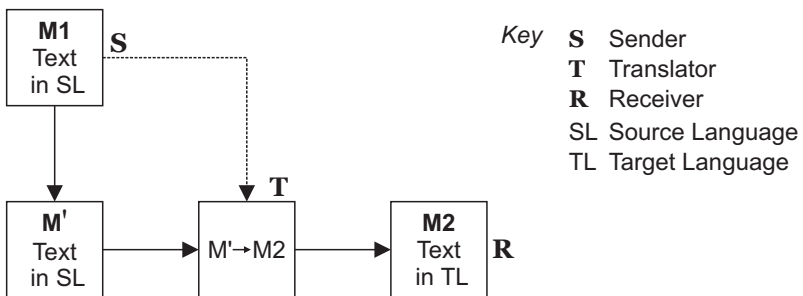 M1
Text
in SL
S
T
M'
Text
in SL
M'→M2
M2
Text
in TL
R
Key
S Sender
T Translator
R Receiver
SL Source Language
TL Target Language